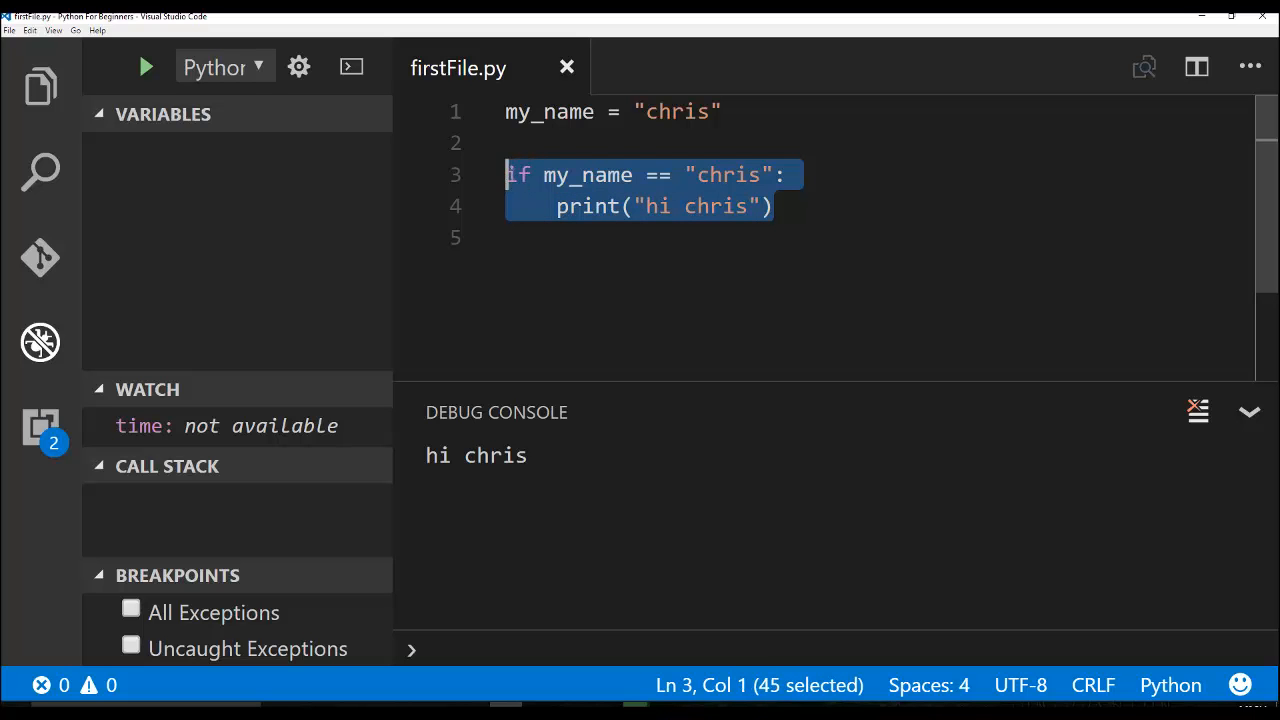 firstFile.py - Python For Beginners - Visual Studio Code
File Edit View Go Help
Python
firstFile.py
VARIABLES
1 my_name = "chris"
2
3 if my_name == "chris":
4     print("hi chris")
5
WATCH
time: not available
CALL STACK
BREAKPOINTS
All Exceptions
Uncaught Exceptions
DEBUG CONSOLE
hi chris
2
0 0 Ln 3, Col 1 (45 selected) Spaces: 4 UTF-8 CRLF Python